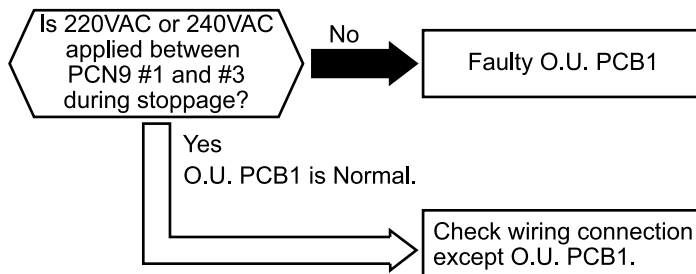 Is 220VAC or 240VAC
applied between
PCN9 #1 and #3
during stoppage?
No
Faulty O.U. PCB1
Yes
O.U. PCB1 is Normal.
Check wiring connection
except O.U. PCB1.